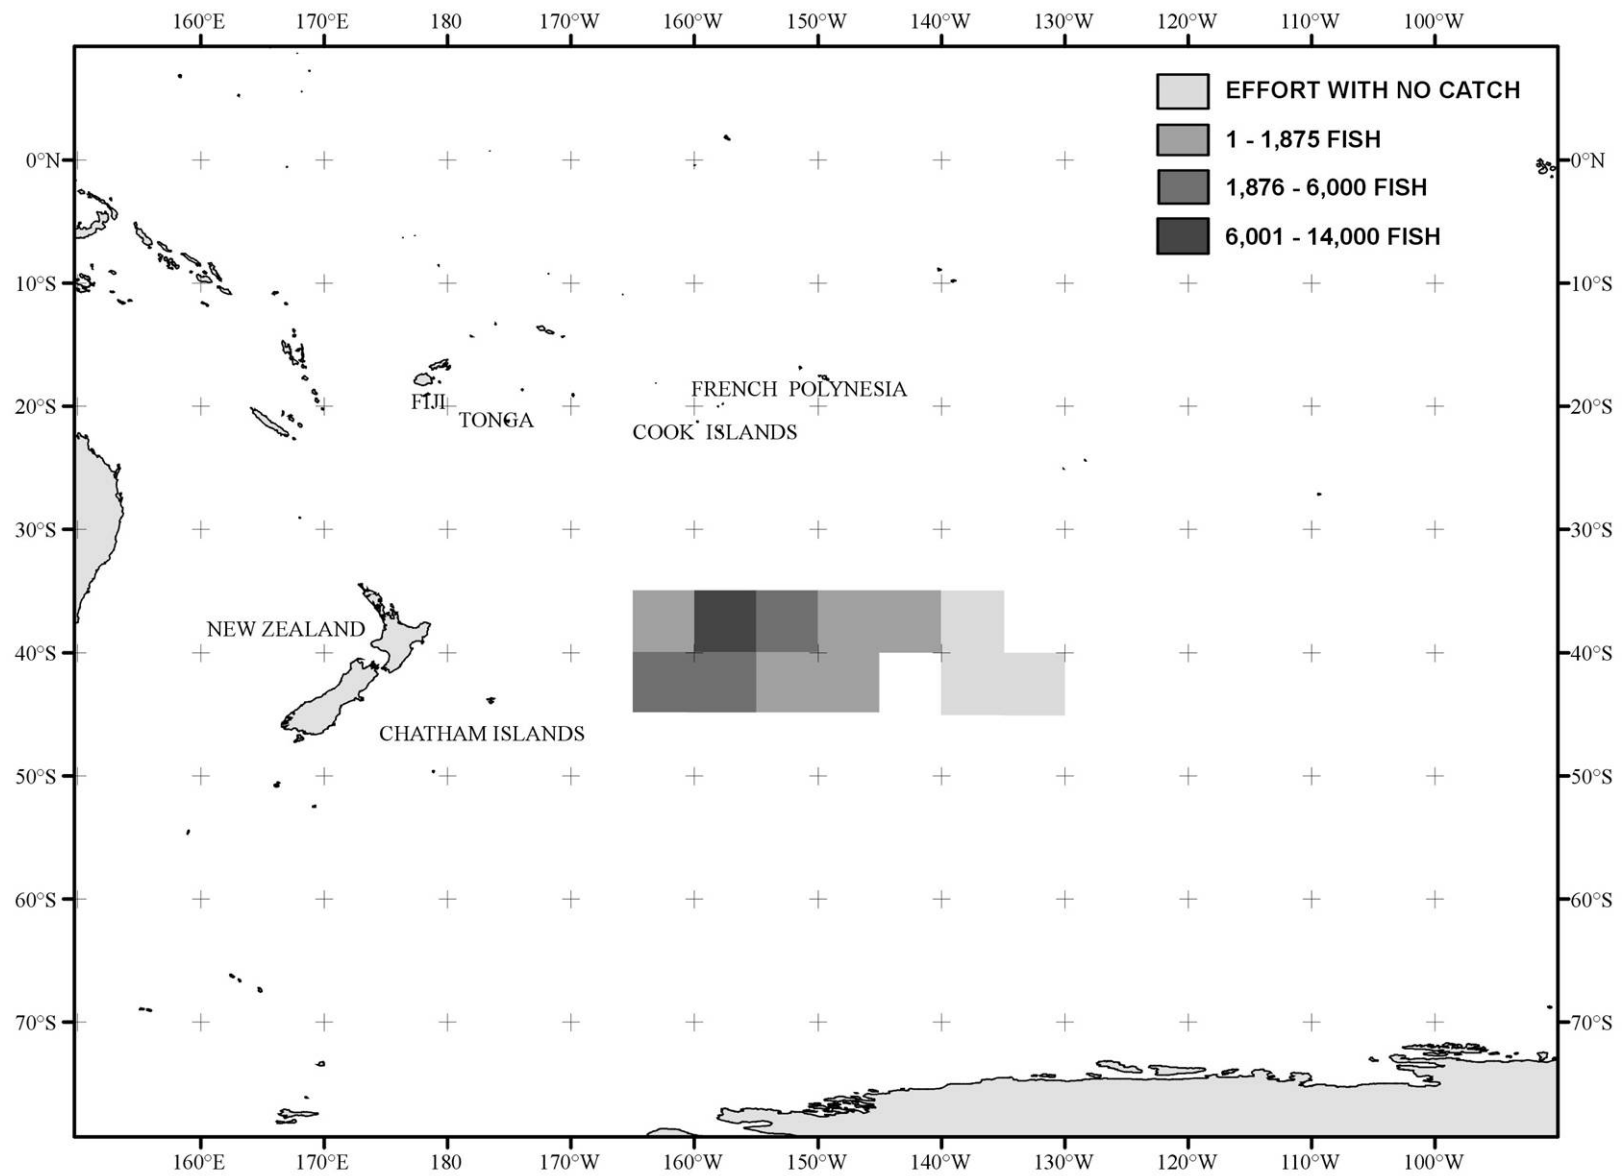 160°E 170°E 180 170°W 160°W 150°W 140°W 130°W 120°W 110°W 100°W
EFFORT WITH NO CATCH
1 - 1,875 FISH
0°N 0°N
1,876 - 6,000 FISH
6,001 - 14,000 FISH
10°S 10°S
FRENCH POLYNESIA
FIJI
20°S 20°S
TONGA
COOK ISLANDS
30°S 30°S
NEW ZEALAND
40°S 40°S
CHATHAM ISLANDS
50°S 50°S
60°S 60°S
70°S 70°S
160°E 170°E 180 170°W 160°W 150°W 140°W 130°W 120°W 110°W 100°W